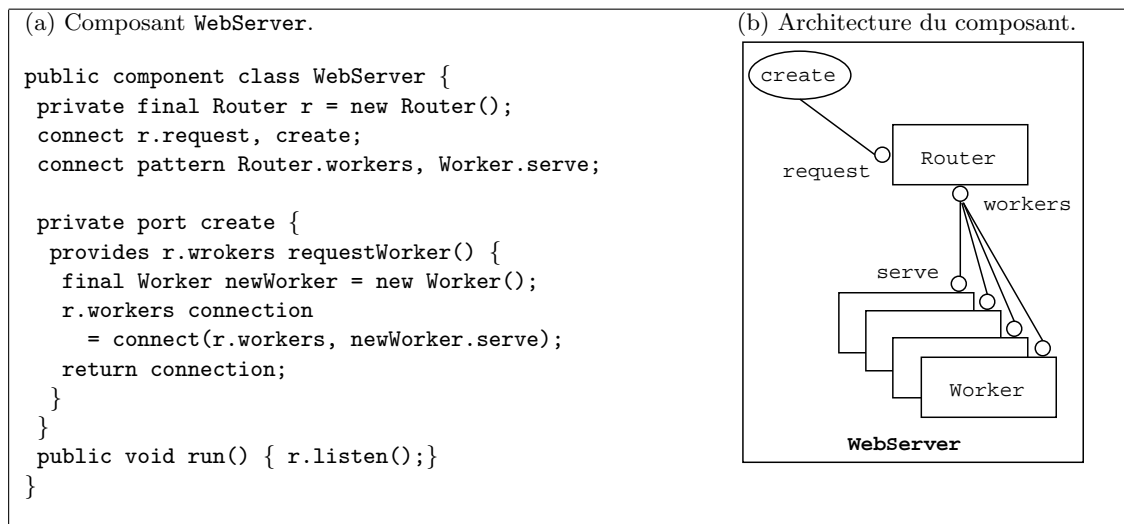 (a) Composant WebServer.
public component class WebServer {
private final Router r = new Router();
connect r.request, create;
connect pattern Router.workers, Worker.serve;
private port create {
provides r.wrokers requestWorker() {
final Worker newWorker = new Worker();
r.workers connection
= connect(r.workers, newWorker.serve);
return connection;
}
}
public void run() { r.listen();}
}
(b) Architecture du composant.
create
Router
request
workers
serve
Worker
WebServer